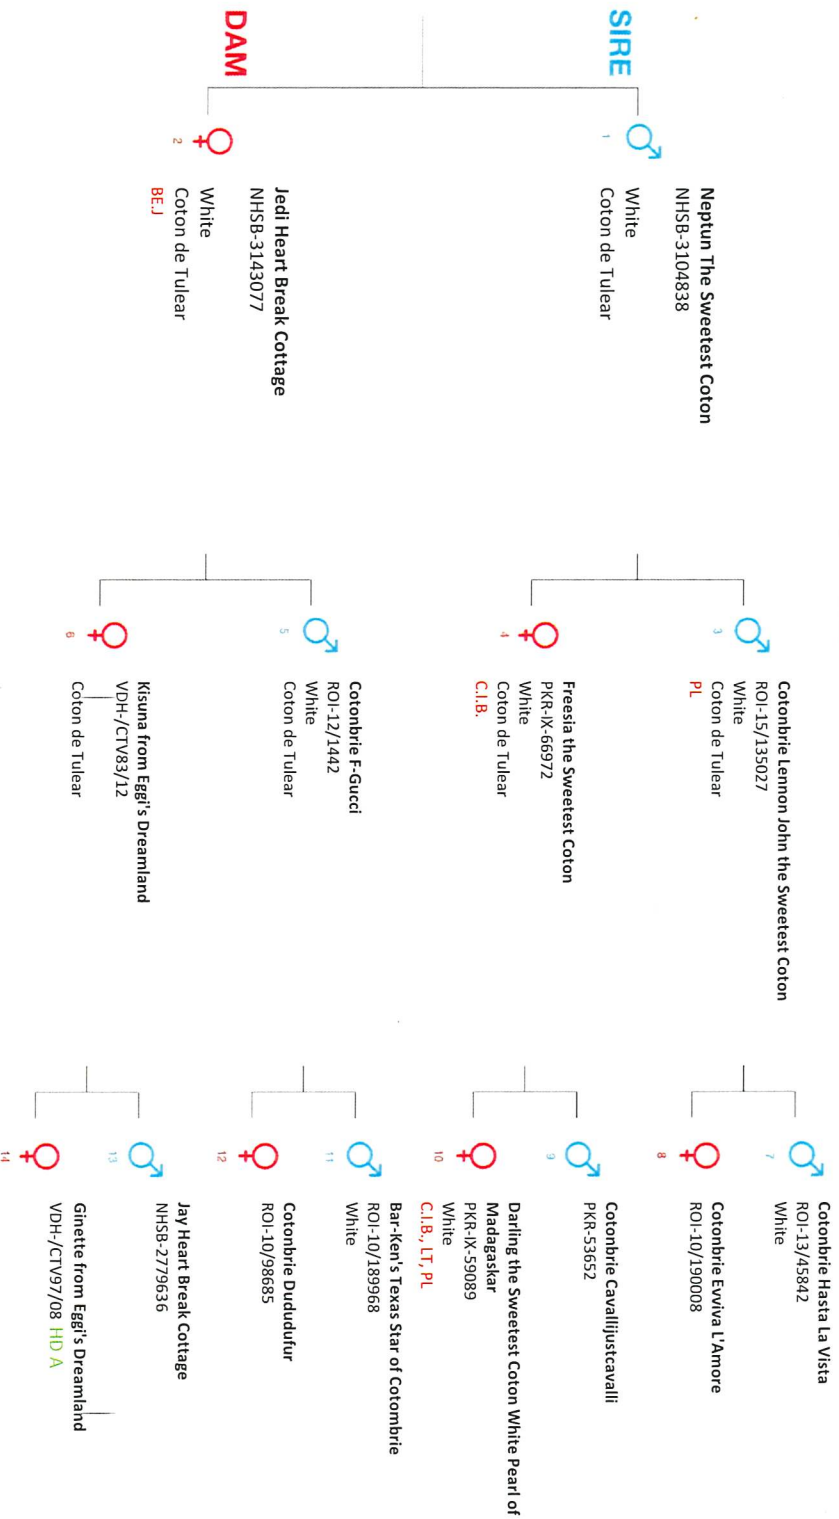 SIRE
1
Neptun The Sweetest Coton
NHSB-3104838
White
Coton de Tulear
DAM
2
Jedi Heart Break Cottage
NHSB-3143077
White
Coton de Tulear
BEJ
3
Cotonbrie Lennon John the Sweetest Coton
ROI-15/135027
White
Coton de Tulear
PL
4
Freesia the Sweetest Coton
PKR-IX-66972
White
Coton de Tulear
C.I.B.
5
Cotonbrie F-Gucci
ROI-12/1442
White
Coton de Tulear
6
Kisuna from Eggi's Dreamland
VDH-/CTV83/12
Coton de Tulear
7
Cotonbrie Hasta La Vista
ROI-13/45842
White
8
Cotonbrie Evviva L'Amore
ROI-10/190008
9
Cotonbrie Cavallijustcavalli
PKR-53652
10
Darling the Sweetest Coton White Pearl of
Madagaskar
PKR-IX-59089
White
C.I.B., LT, PL
11
Bar-Ken's Texas Star of Cotombrie
ROI-10/189968
White
12
Cotonbrie Dududufur
ROI-10/98685
13
Jay Heart Break Cottage
NHSB-2779636
14
Ginette from Eggi's Dreamland
VDH-/CTV97/08 HD A